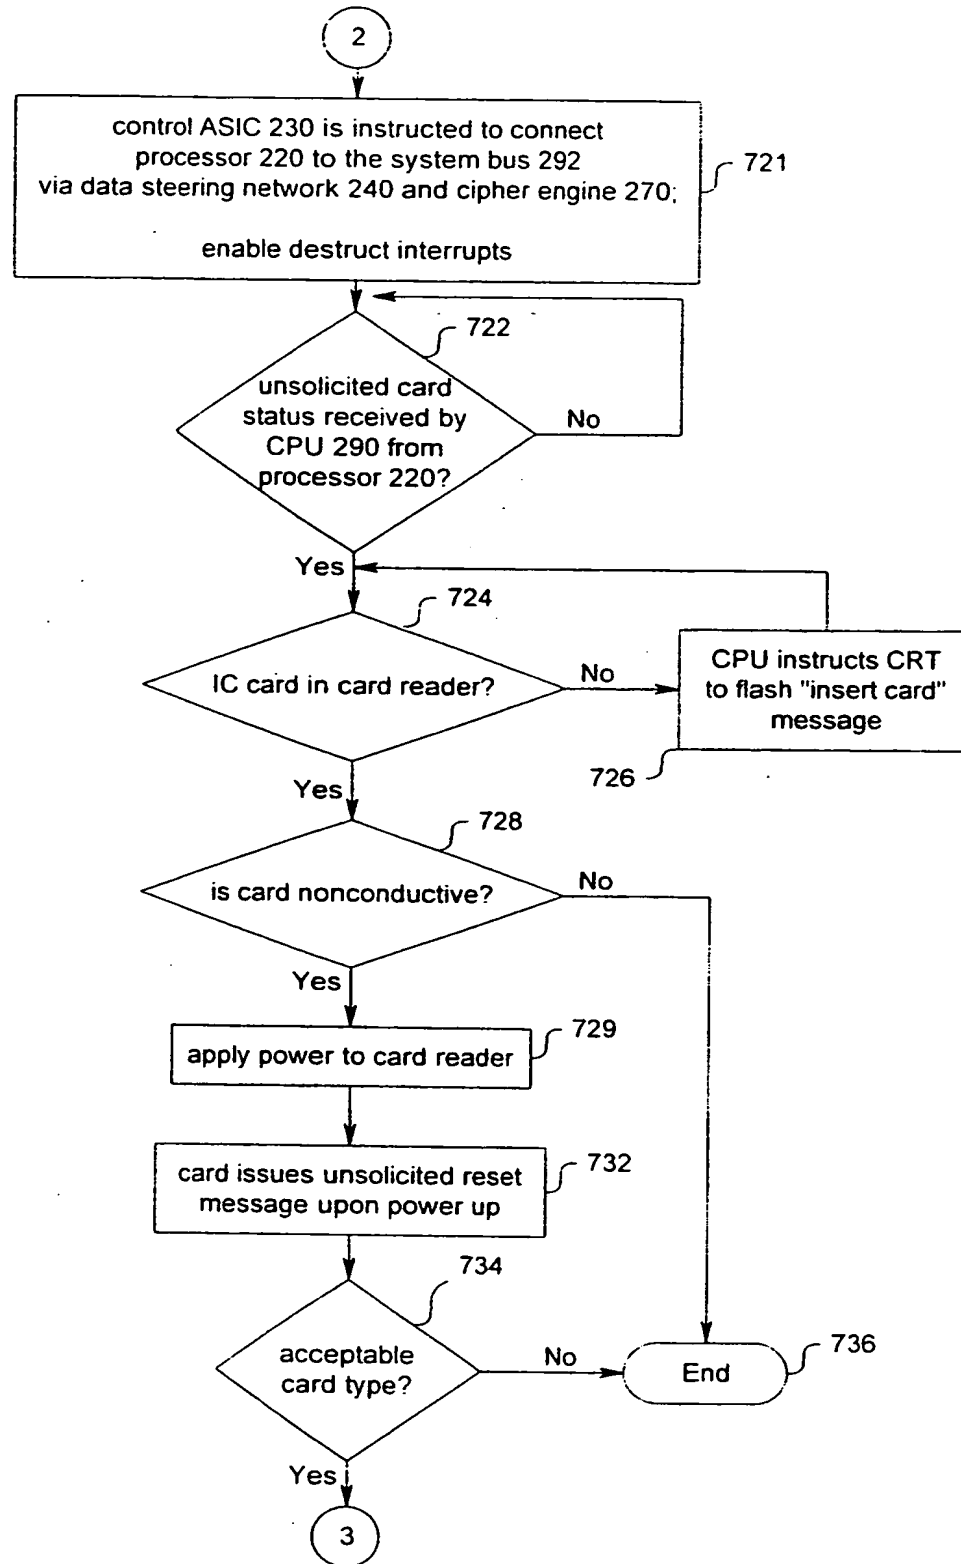 2
control ASIC 230 is instructed to connect
processor 220 to the system bus 292
via data steering network 240 and cipher engine 270;
enable destruct interrupts
721
722
unsolicited card
status received by
CPU 290 from
processor 220?
No
Yes
724
IC card in card reader?
No
CPU instructs CRT
to flash "insert card"
message
726
Yes
728
is card nonconductive?
No
Yes
729
apply power to card reader
732
card issues unsolicited reset
message upon power up
734
acceptable
card type?
No
End
736
Yes
3